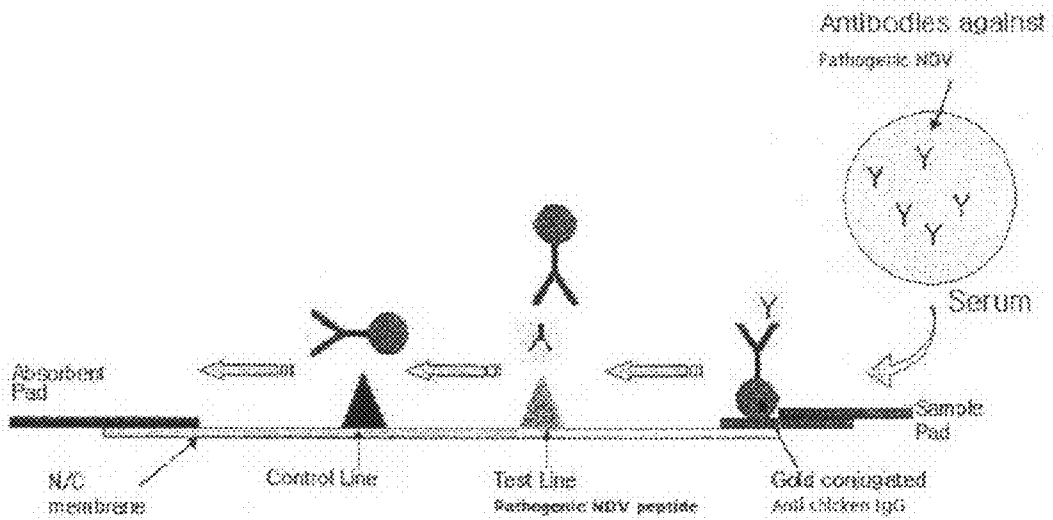 Antibodies against
Pathogenic NDV
Serum
Absorbent
Pad
Sample
Pad
N/C
membrane
Control Line
Test Line
Pathogenic NDV peptide
Gold conjugated
Anti chicken IgG